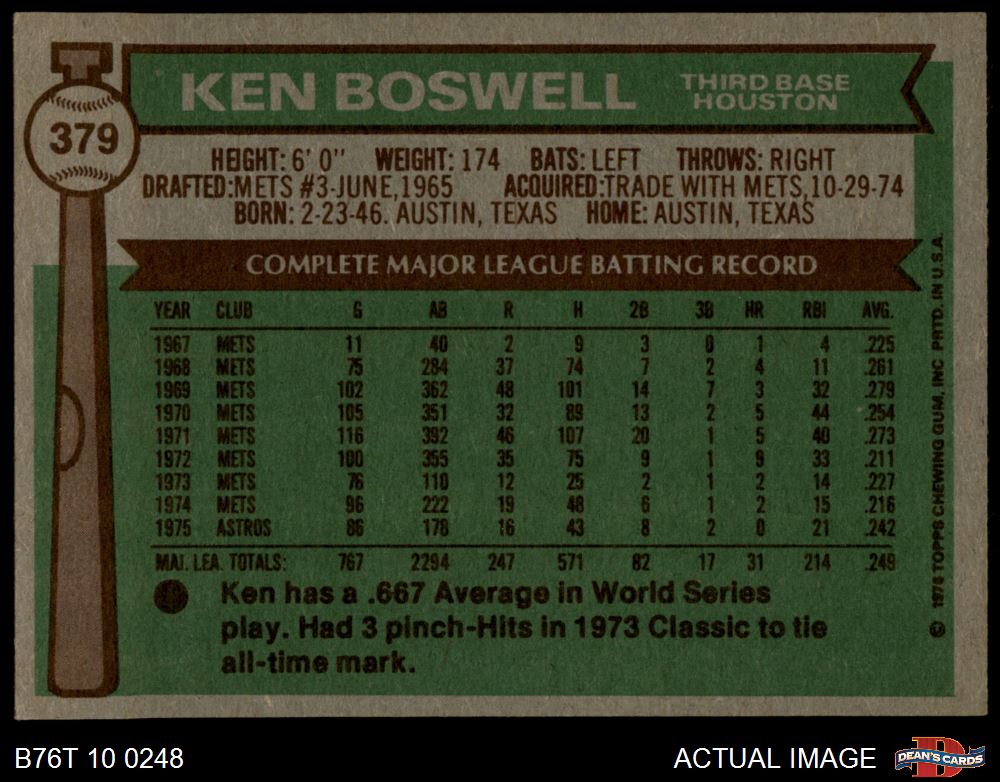 KEN BOSWELL THIRD BASE
HOUSTON
379
HEIGHT: 6' 0" WEIGHT: 174 BATS: LEFT THROWS: RIGHT
DRAFTED: METS #3-JUNE, 1965 ACQUIRED: TRADE WITH METS, 10-29-74
BORN: 2-23-46. AUSTIN, TEXAS HOME: AUSTIN, TEXAS
COMPLETE MAJOR LEAGUE BATTING RECORD
YEAR CLUB G AB R H 2B 3B HR RBI AVG.
1967 METS 11 40 2 9 3 0 1 4 .225
1968 METS 75 284 37 74 7 2 4 11 .261
1969 METS 102 362 48 101 14 7 3 32 .279
1970 METS 105 351 32 89 13 2 5 44 .254
1971 METS 116 392 46 107 20 1 5 40 .273
1972 METS 100 355 35 75 9 1 9 33 .211
1973 METS 76 110 12 25 2 1 2 14 .227
1974 METS 96 222 19 48 6 1 2 15 .216
1975 ASTROS 86 178 16 43 8 2 0 21 .242
MAJ. LEA. TOTALS: 767 2294 247 571 82 17 31 214 .249
Ken has a .667 Average in World Series
play. Had 3 pinch-Hits in 1973 Classic to tie
all-time mark.
© 1976 TOPPS CHEWING GUM, INC PRTD. IN U.S.A.
B76T 10 0248 ACTUAL IMAGE D DEAN'S CARDS